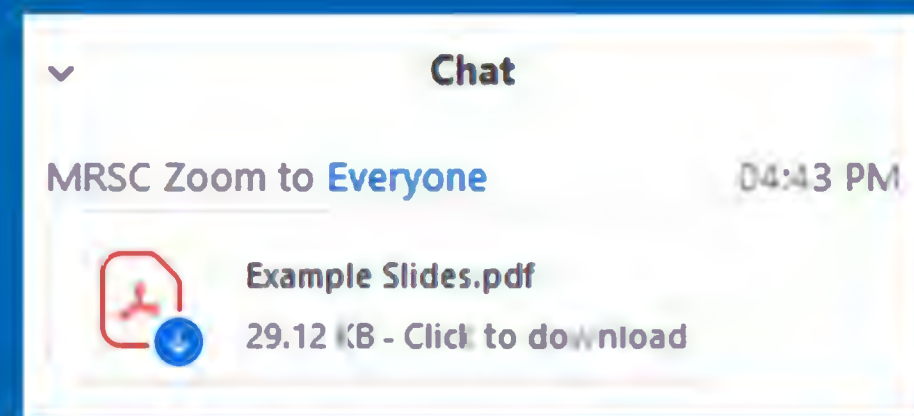 Chat
MRSC Zoom to Everyone 04:43 PM
Example Slides.pdf
29.12 KB - Click to download